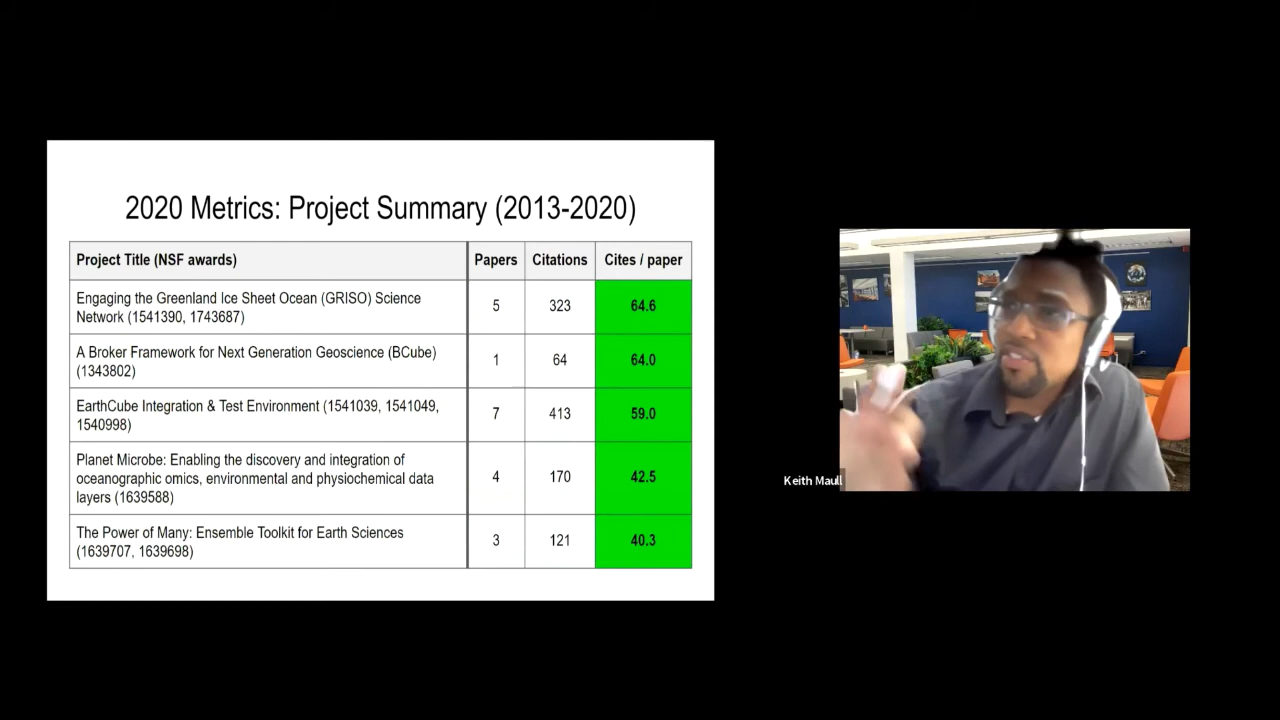 2020 Metrics: Project Summary (2013-2020)
Project Title (NSF awards) Papers Citations Cites / paper
Engaging the Greenland Ice Sheet Ocean (GRISO) Science
Network (1541390, 1743687) 5 323 64.6
A Broker Framework for Next Generation Geoscience (BCube)
(1343802) 1 64 64.0
EarthCube Integration & Test Environment (1541039, 1541049,
1540998) 7 413 59.0
Planet Microbe: Enabling the discovery and integration of
oceanographic omics, environmental and physiochemical data
layers (1639588) 4 170 42.5
The Power of Many: Ensemble Toolkit for Earth Sciences
(1639707, 1639698) 3 121 40.3
Keith Maull